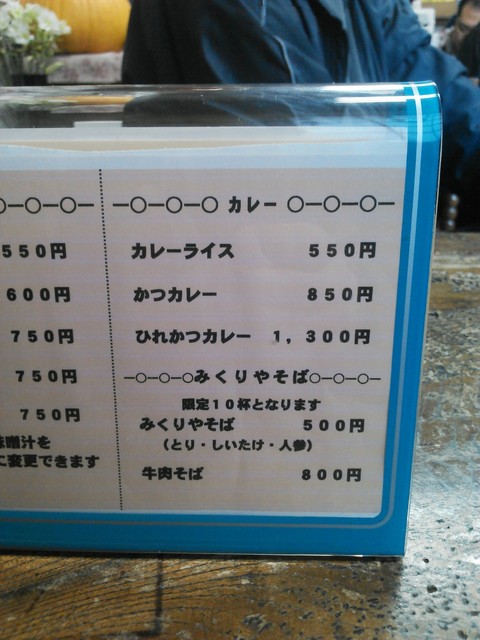 550円
600円
750円
750円
750円
味噌汁を
に変更できます
―○―○―○ カレー ○―○―○―
カレーライス 550円
かつカレー 850円
ひれかつカレー 1,300円
―○―○―○みくりやそば○―○―○―
限定10杯となります
みくりやそば 500円
(とり・しいたけ・人参)
牛肉そば 800円